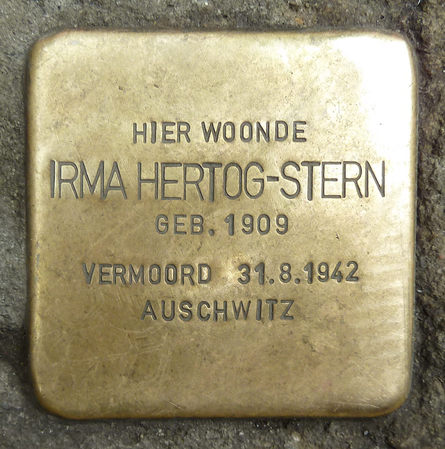 HIER WOONDE
IRMA HERTOG-STERN
GEB. 1909
VERMOORD 31.8.1942
AUSCHWITZ